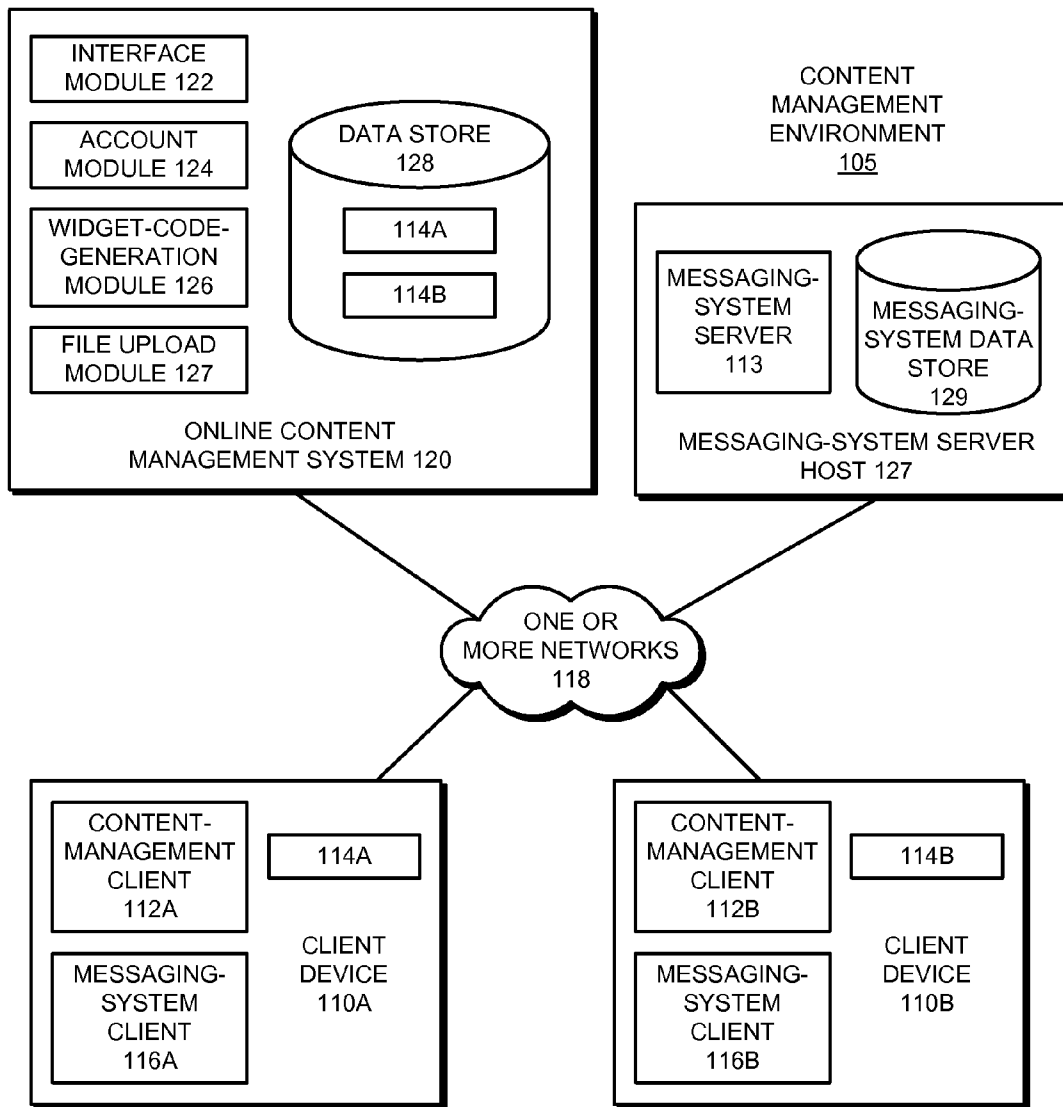 INTERFACE
MODULE 122
ACCOUNT
MODULE 124
WIDGET-CODE-
GENERATION
MODULE 126
FILE UPLOAD
MODULE 127
DATA STORE
128
114A
114B
ONLINE CONTENT
MANAGEMENT SYSTEM 120
CONTENT
MANAGEMENT
ENVIRONMENT
105
MESSAGING-
SYSTEM
SERVER
113
MESSAGING-
SYSTEM DATA
STORE
129
MESSAGING-SYSTEM SERVER
HOST 127
ONE OR
MORE NETWORKS
118
CONTENT-
MANAGEMENT
CLIENT
112A
114A
MESSAGING-
SYSTEM
CLIENT
116A
CLIENT
DEVICE
110A
CONTENT-
MANAGEMENT
CLIENT
112B
114B
MESSAGING-
SYSTEM
CLIENT
116B
CLIENT
DEVICE
110B